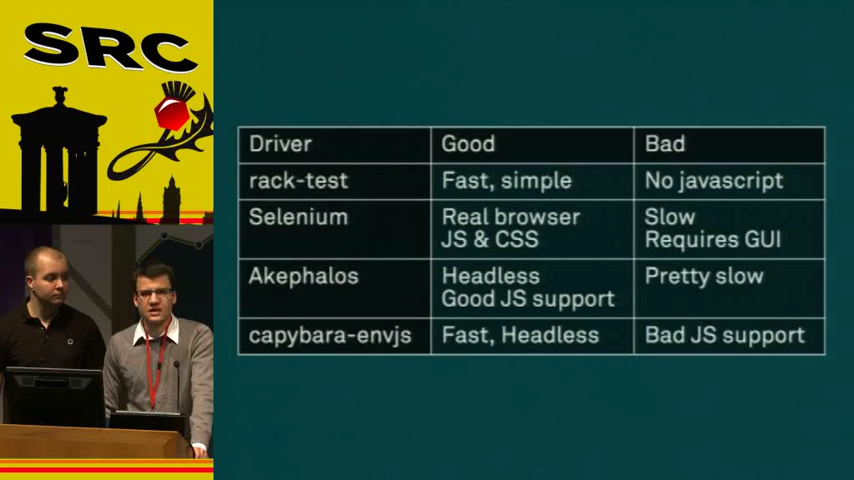 SRC
Driver Good Bad
rack-test Fast, simple No javascript
Selenium Real browser Slow
JS & CSS Requires GUI
Akephalos Headless Pretty slow
Good JS support
capybara-envjs Fast, Headless Bad JS support